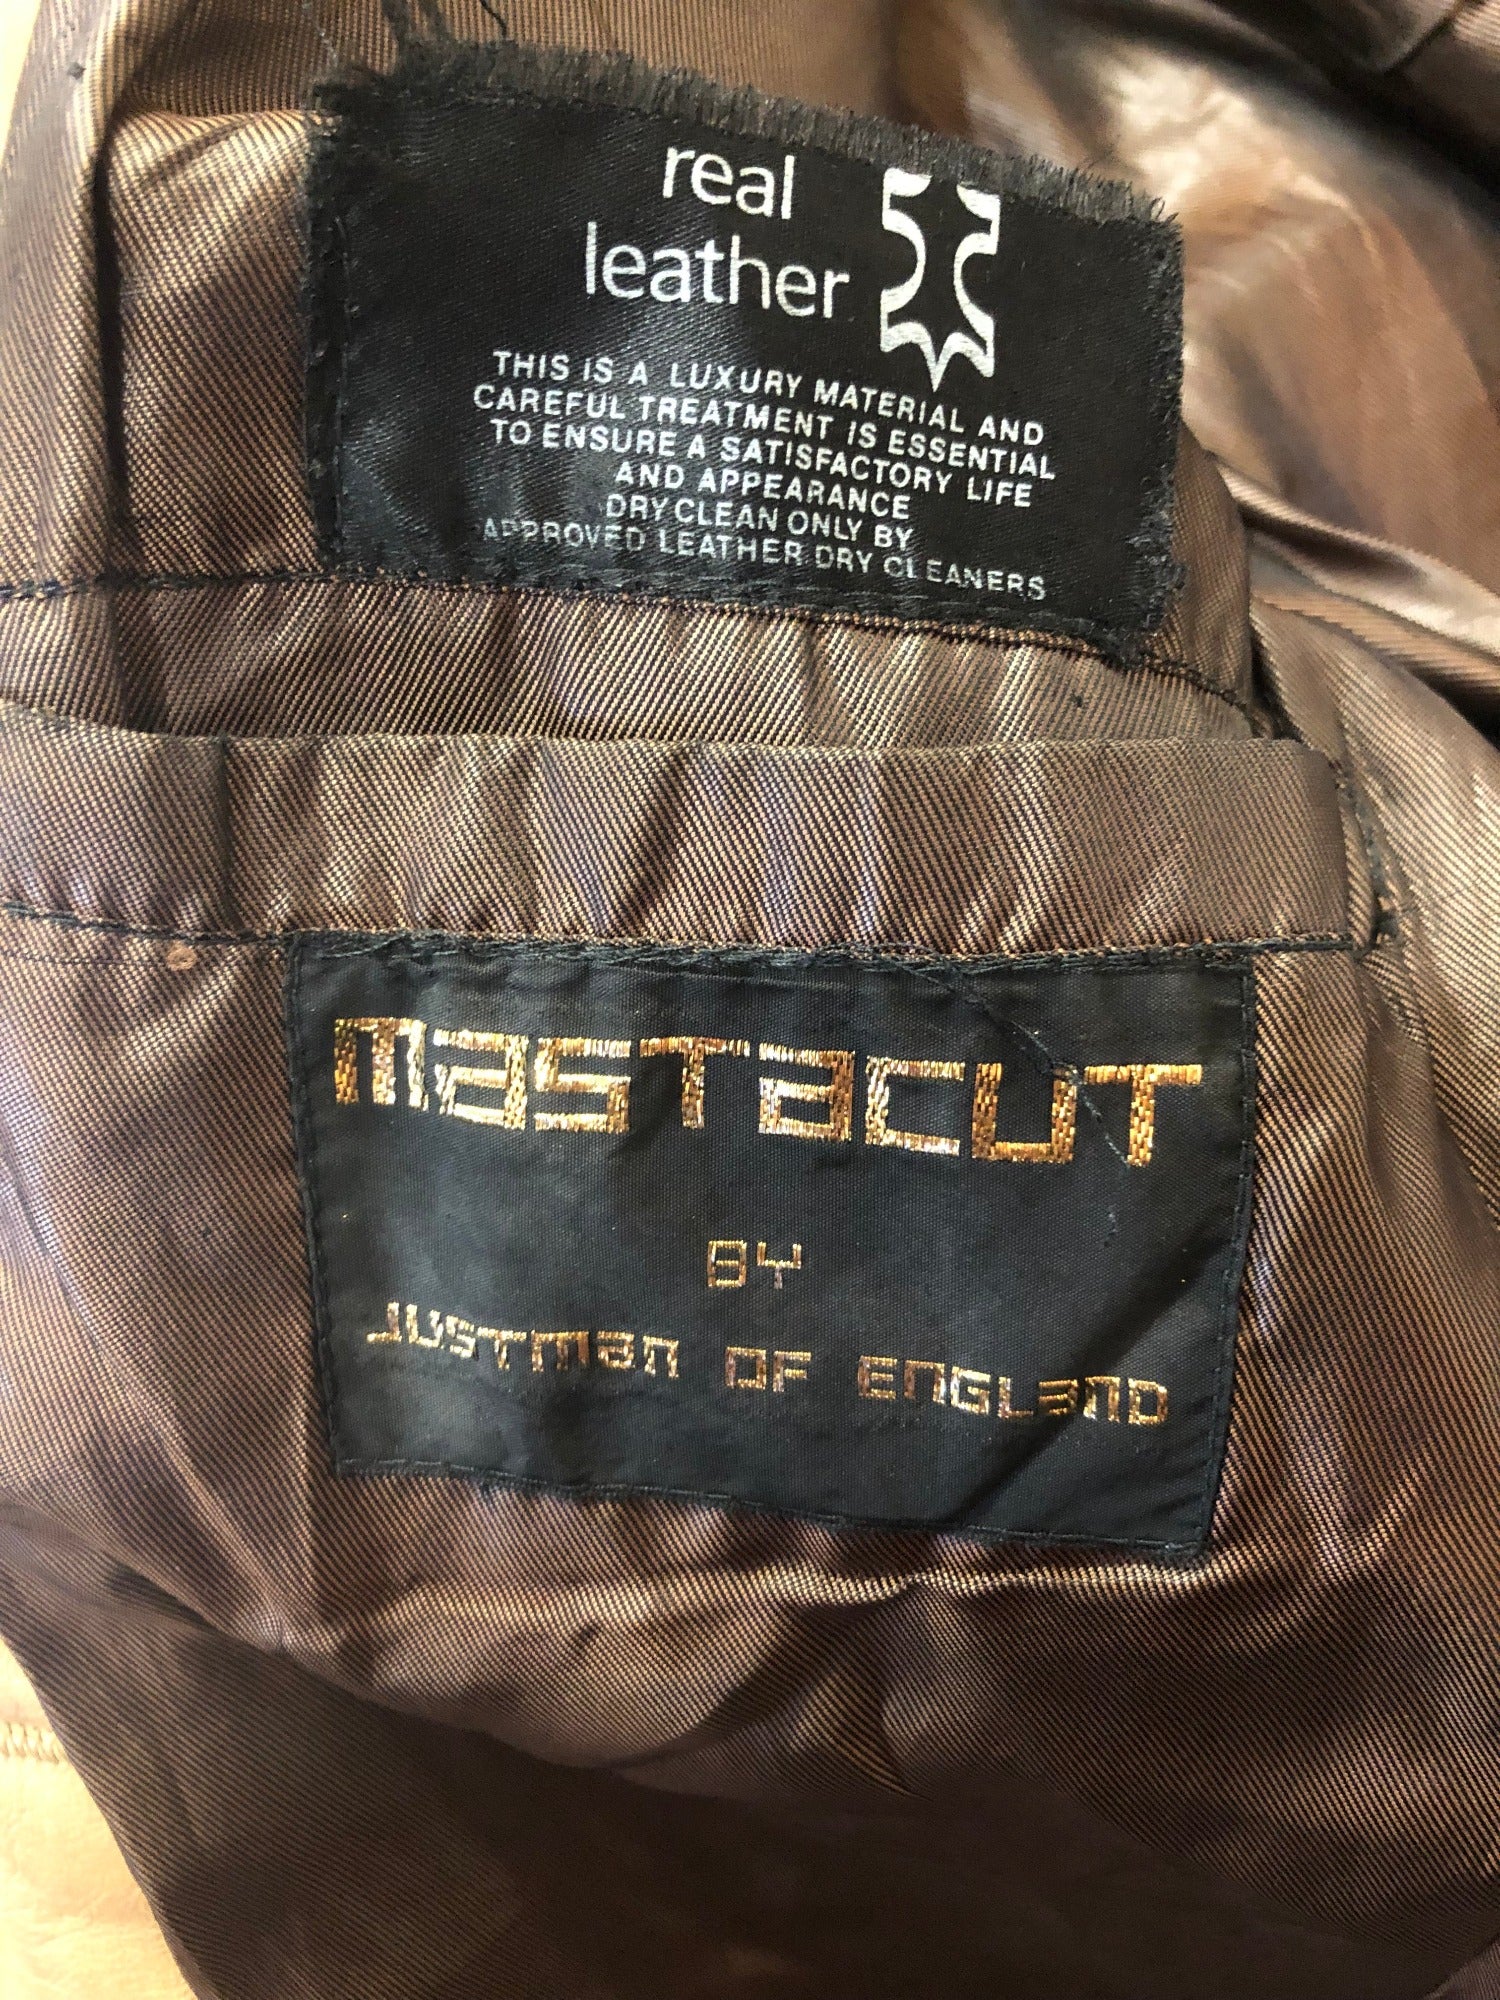 real
leather
THIS IS A LUXURY MATERIAL AND
CAREFUL TREATMENT IS ESSENTIAL
TO ENSURE A SATISFACTORY LIFE
AND APPEARANCE
DRY CLEAN ONLY BY
APPROVED LEATHER DRY CLEANERS
MASTACUT
BY
JUSTMAN OF ENGLAND